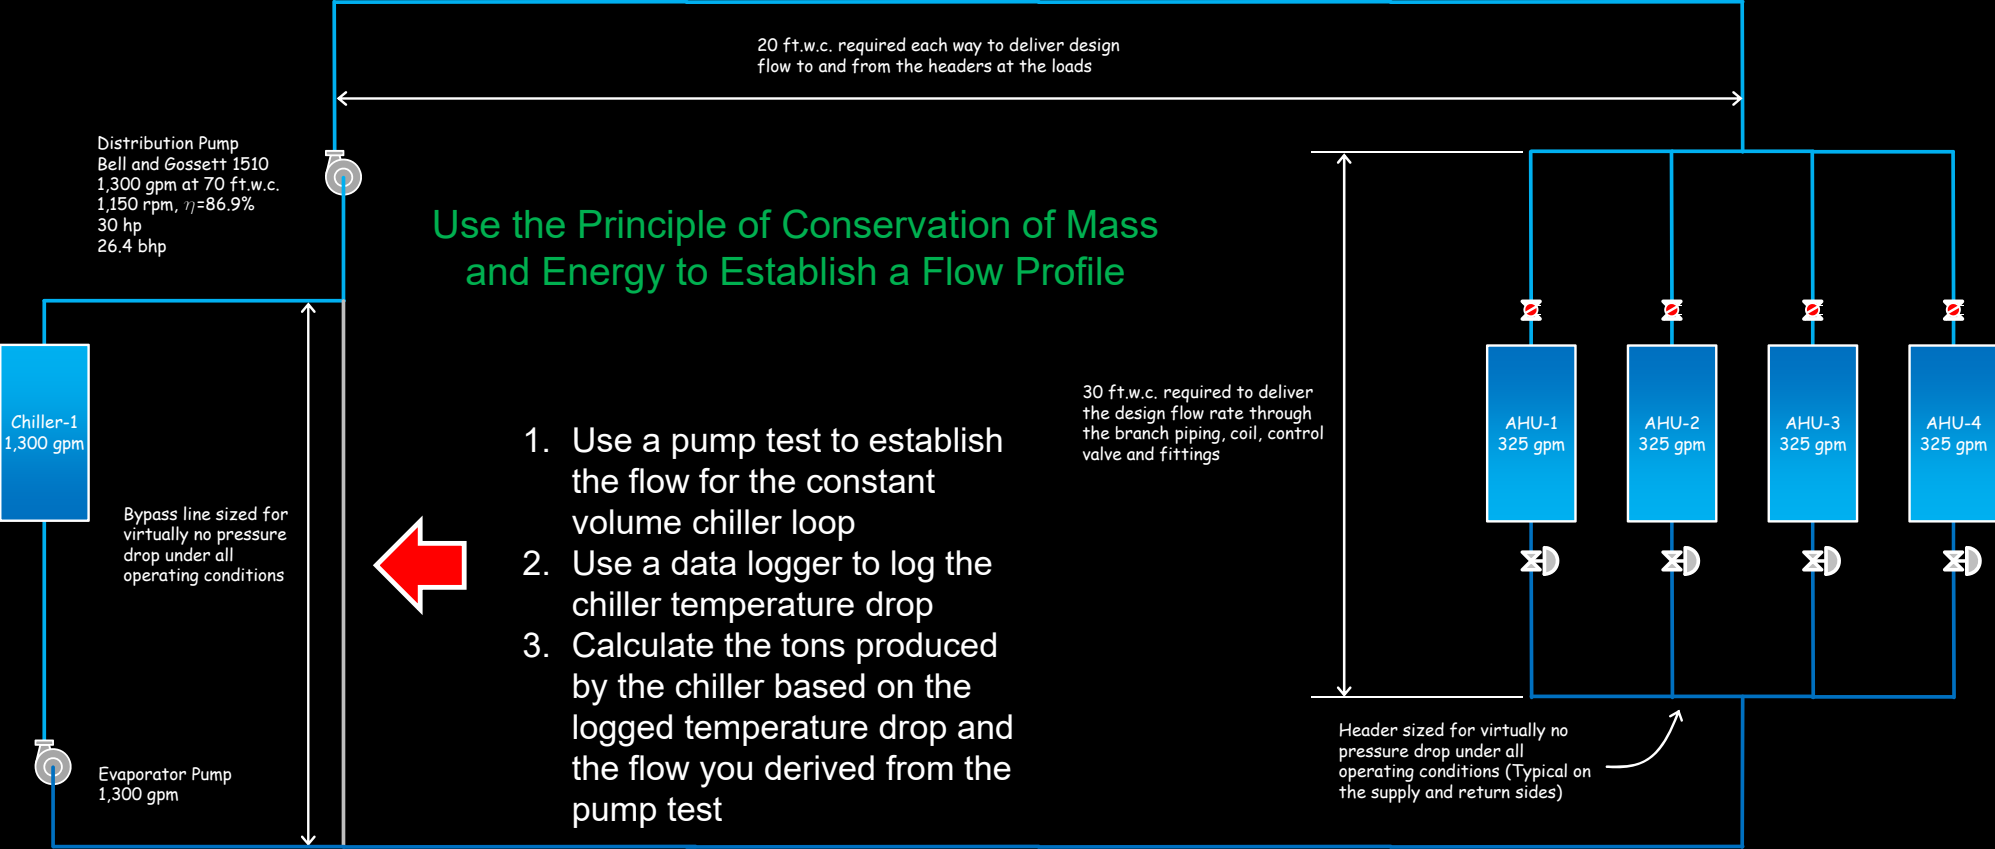 20 ft.w.c. required each way to deliver design
flow to and from the headers at the loads
Distribution Pump
Bell and Gossett 1510
1,300 gpm at 70 ft.w.c.
1,150 rpm, η=86.9%
30 hp
26.4 bhp
Use the Principle of Conservation of Mass
and Energy to Establish a Flow Profile
Chiller-1
1,300 gpm
Bypass line sized for
virtually no pressure
drop under all
operating conditions
Evaporator Pump
1,300 gpm
1. Use a pump test to establish
the flow for the constant
volume chiller loop
2. Use a data logger to log the
chiller temperature drop
3. Calculate the tons produced
by the chiller based on the
logged temperature drop and
the flow you derived from the
pump test
30 ft.w.c. required to deliver
the design flow rate through
the branch piping, coil, control
valve and fittings
AHU-1
325 gpm
AHU-2
325 gpm
AHU-3
325 gpm
AHU-4
325 gpm
Header sized for virtually no
pressure drop under all
operating conditions (Typical on
the supply and return sides)